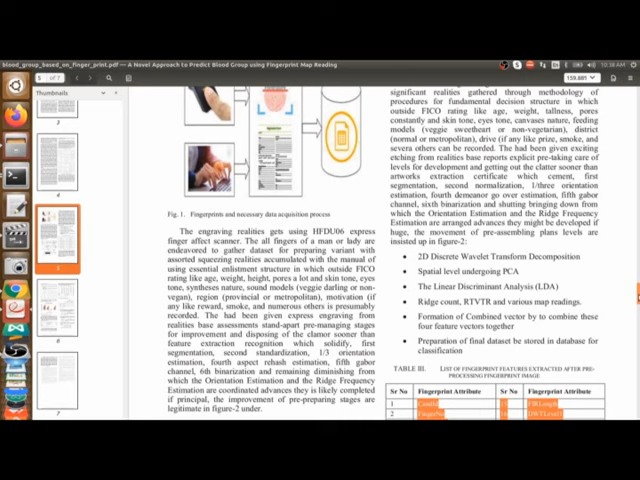 blood_group_based_on_finger_print.pdf — A Novel Approach to Predict Blood Group using Fingerprint Map Reading
10:38 AM
5 of 7
159.881%
Thumbnails
3
4
5
6
7
Fig. 1. Fingerprints and necessary data acquisition process
The engraving realities gets using HFDU06 express
finger affect scanner. The all fingers of a man or lady are
endeavored to gather dataset for preparing variant with
assorted squeezing realities accumulated with the manual of
using essential enlistment structure in which outside FICO
rating like age, weight, height, pores a lot and skin tone, eyes
tone, syntheses nature, sound models (veggie darling or non-
vegan), region (provincial or metropolitan), motivation (if
any like reward, smoke, and numerous others is presumably
recorded. The had been given express engraving from
realities base assessments stand-apart pre-managing stages
for improvement and disposing of the clamor sooner than
feature extraction recognition which solidify, first
segmentation, second standardization, 1/3 orientation
estimation, fourth aspect rehash estimation, fifth gabor
channel, 6th binarization and remaining diminishing from
which the Orientation Estimation and the Ridge Frequency
Estimation are coordinated advances they is likely completed
if principal, the improvement of pre-preparing stages are
legitimate in figure-2 under.
significant realities gathered through methodology of
procedures for fundamental decision structure in which
outside FICO rating like age, weight, tallness, pores
constantly and skin tone, eyes tone, canvases nature, feeding
models (veggie sweetheart or non-vegetarian), district
(normal or metropolitan), drive (if any like prize, smoke, and
severa others can be recorded. The had been given exciting
etching from realities base reports explicit pre-taking care of
levels for development and getting out the clatter sooner than
artworks extraction certificate which cement, first
segmentation, second normalization, 1/three orientation
estimation, fourth demeanor go over estimation, fifth gabor
channel, sixth binarization and shutting bringing down from
which the Orientation Estimation and the Ridge Frequency
Estimation are arranged advances they might be developed if
huge, the movement of pre-assembling plans levels are
insisted up in figure-2:
• 2D Discrete Wavelet Transform Decomposition
• Spatial level undergoing PCA
• The Linear Discriminant Analysis (LDA)
• Ridge count, RTVTR and various map readings.
• Formation of Combined vector by to combine these
four feature vectors together
• Preparation of final dataset be stored in database for
classification
TABLE III. LIST OF FINGERPRINT FEATURES EXTRACTED AFTER PRE-
PROCESSING FINGERPRINT IMAGE
Sr No Fingerprint Attribute Sr No Fingerprint Attribute
1
2 FingerNo